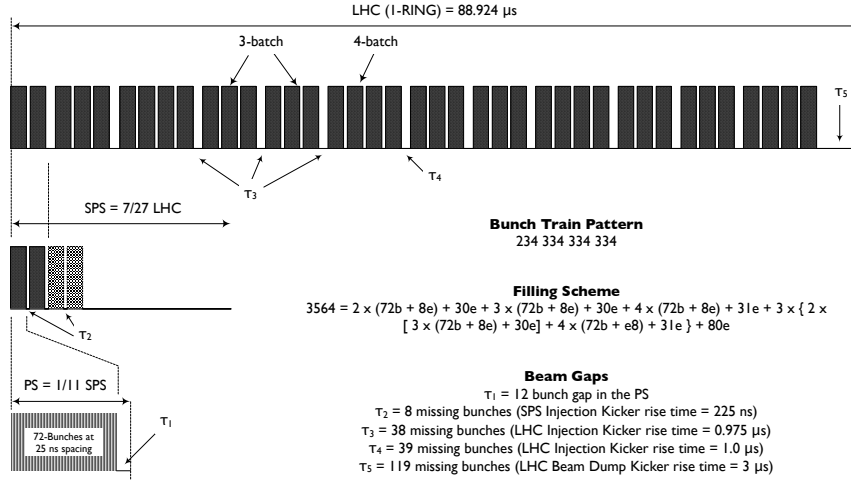 LHC (1-RING) = 88.924 μs
3-batch
4-batch
τ5
τ3
τ4
SPS = 7/27 LHC
Bunch Train Pattern
234 334 334 334
Filling Scheme
3564 = 2 x (72b + 8e) + 30e + 3 x (72b + 8e) + 30e + 4 x (72b + 8e) + 31e + 3 x { 2 x
[ 3 x (72b + 8e) + 30e] + 4 x (72b + e8) + 31e } + 80e
τ2
PS = 1/11 SPS
τ1
72-Bunches at
25 ns spacing
Beam Gaps
τ1 = 12 bunch gap in the PS
τ2 = 8 missing bunches (SPS Injection Kicker rise time = 225 ns)
τ3 = 38 missing bunches (LHC Injection Kicker rise time = 0.975 μs)
τ4 = 39 missing bunches (LHC Injection Kicker rise time = 1.0 μs)
τ5 = 119 missing bunches (LHC Beam Dump Kicker rise time = 3 μs)